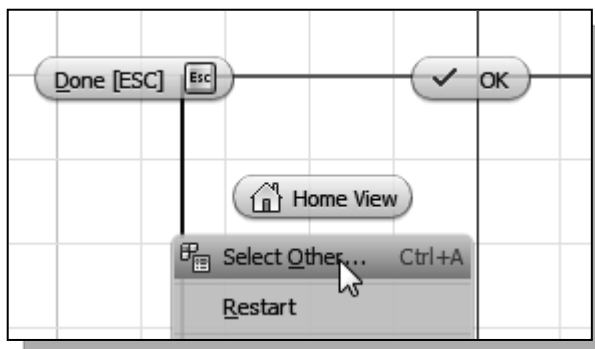 Done [ESC] Esc OK
Home View
Select Other... Ctrl+A
Restart